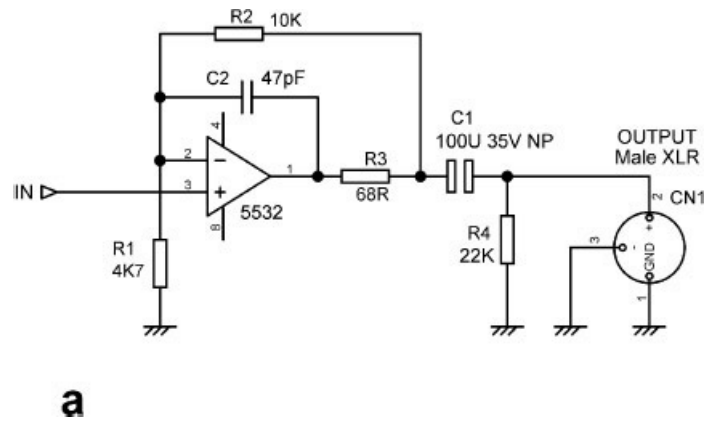 R2 10K
C2 47pF
C1
100U 35V NP
OUTPUT
Male XLR
4
2
-
1
R3
68R
2
CN1
IN
3
+
5532
8
R1
4K7
R4
22K
3
+
-
GND
1
a